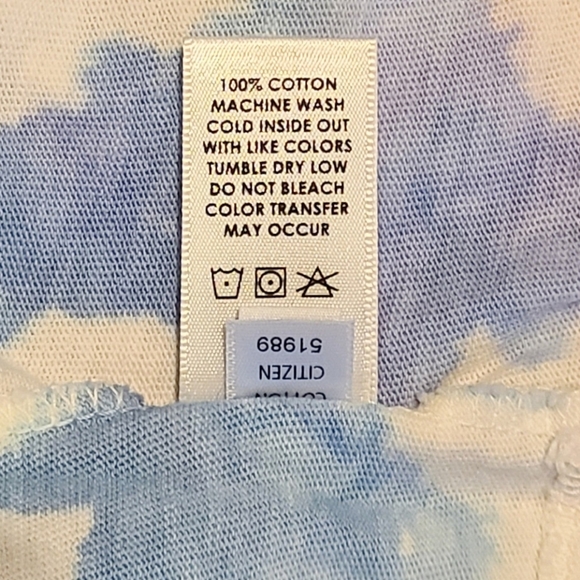 100% COTTON
MACHINE WASH
COLD INSIDE OUT
WITH LIKE COLORS
TUMBLE DRY LOW
DO NOT BLEACH
COLOR TRANSFER
MAY OCCUR
51989
CITIZEN
COTTON